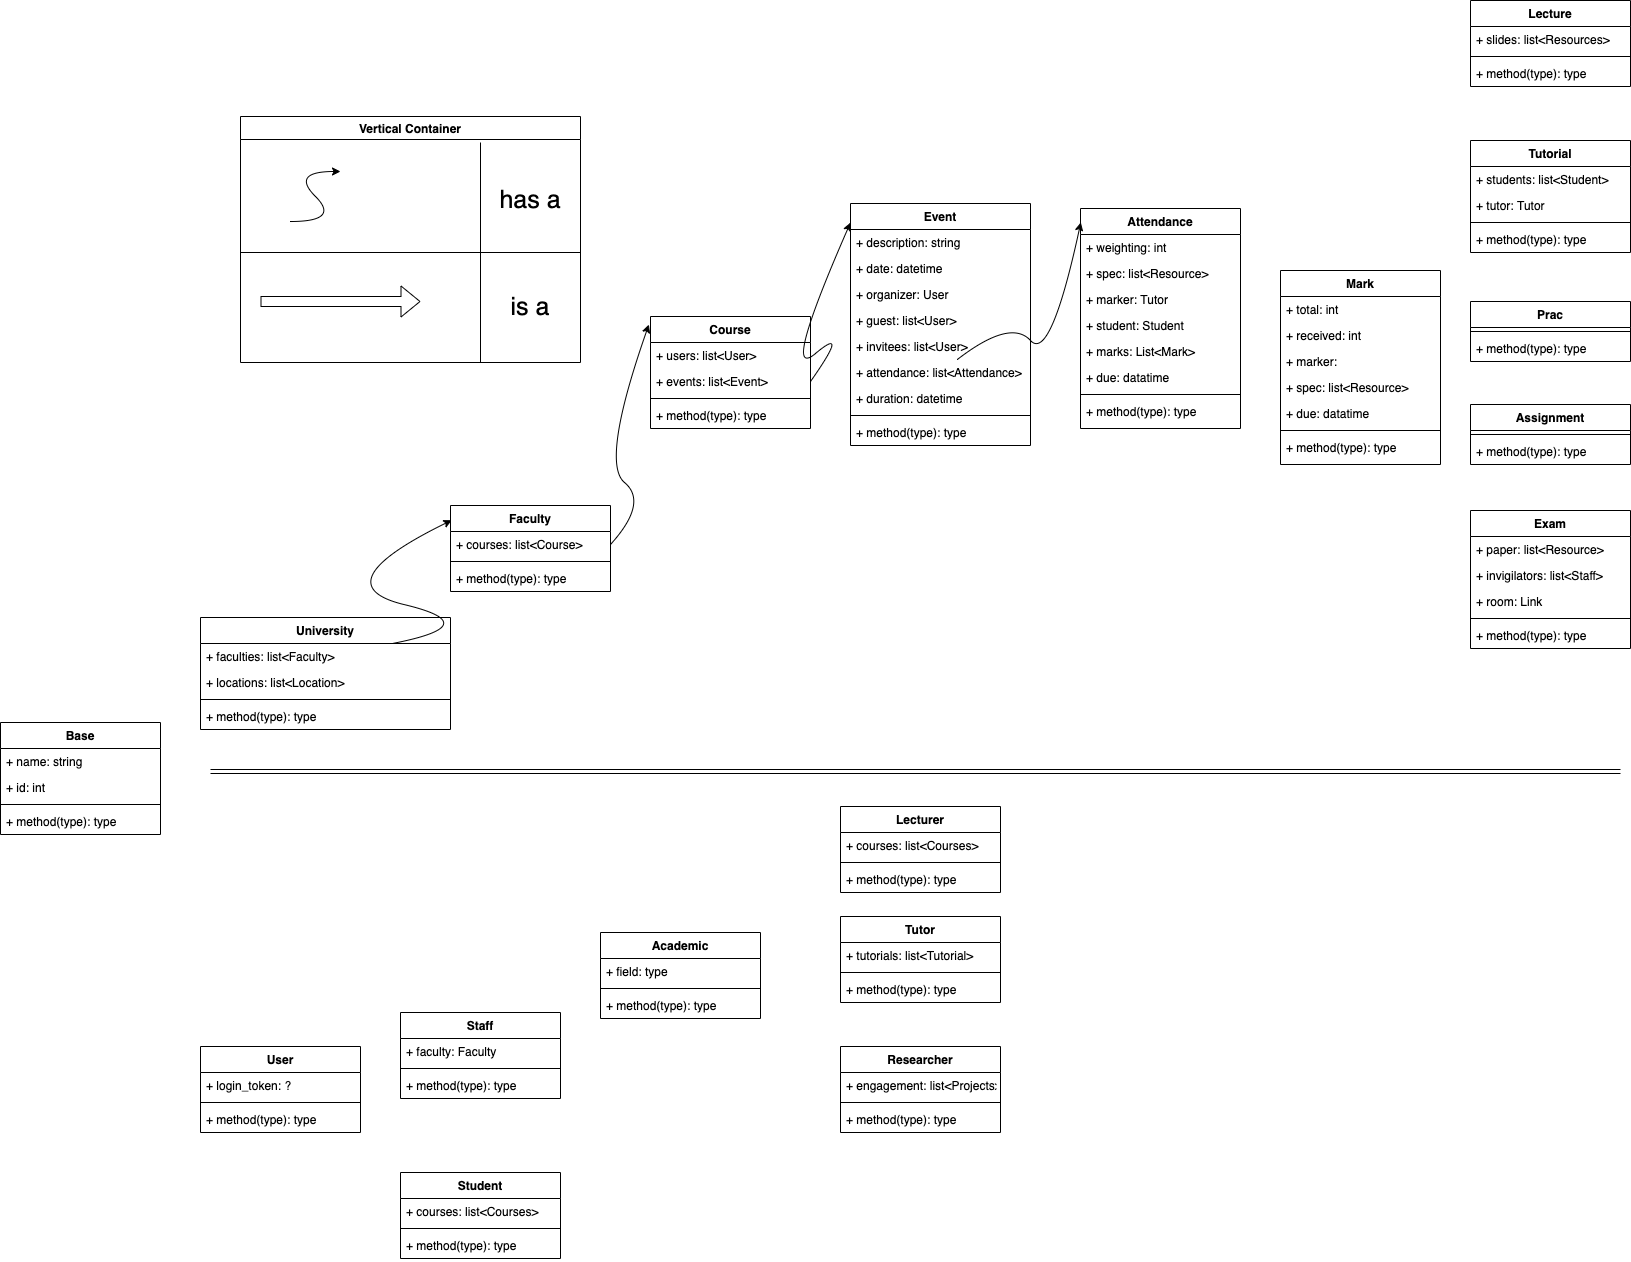 Lecture
+ slides: list<Resources>
+ method(type): type
Vertical Container
has a
is a
Tutorial
+ students: list<Student>
+ tutor: Tutor
+ method(type): type
Event
+ description: string
+ date: datetime
+ organizer: User
+ guest: list<User>
+ invitees: list<User>
+ attendance: list<Attendance>
+ duration: datetime
+ method(type): type
Attendance
+ weighting: int
+ spec: list<Resource>
+ marker: Tutor
+ student: Student
+ marks: List<Mark>
+ due: datatime
+ method(type): type
Mark
+ total: int
+ received: int
+ marker:
+ spec: list<Resource>
+ due: datatime
+ method(type): type
Prac
+ method(type): type
Course
+ users: list<User>
+ events: list<Event>
+ method(type): type
Assignment
+ method(type): type
Faculty
+ courses: list<Course>
+ method(type): type
Exam
+ paper: list<Resource>
+ invigilators: list<Staff>
+ room: Link
+ method(type): type
University
+ faculties: list<Faculty>
+ locations: list<Location>
+ method(type): type
Base
+ name: string
+ id: int
+ method(type): type
Lecturer
+ courses: list<Courses>
+ method(type): type
Tutor
+ tutorials: list<Tutorial>
+ method(type): type
Academic
+ field: type
+ method(type): type
Staff
+ faculty: Faculty
+ method(type): type
User
+ login_token: ?
+ method(type): type
Researcher
+ engagement: list<Projects:
+ method(type): type
Student
+ courses: list<Courses>
+ method(type): type